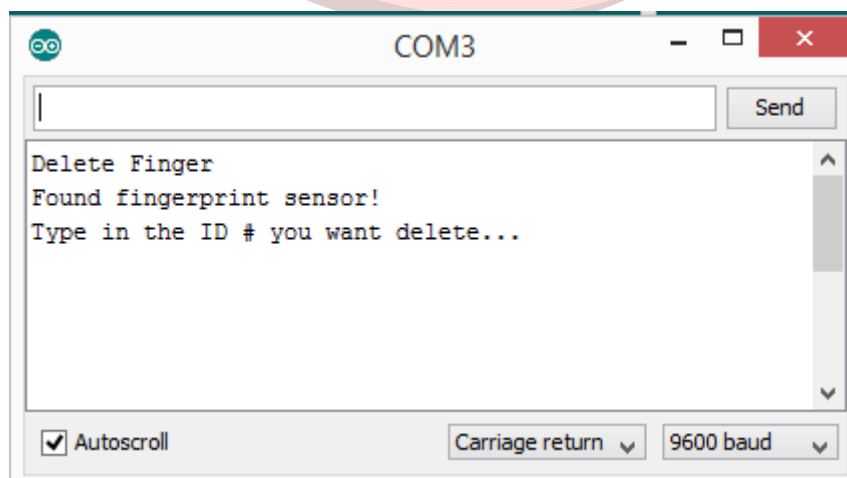 COM3
Send
Delete Finger
Found fingerprint sensor!
Type in the ID # you want delete...
Autoscroll
Carriage return
9600 baud